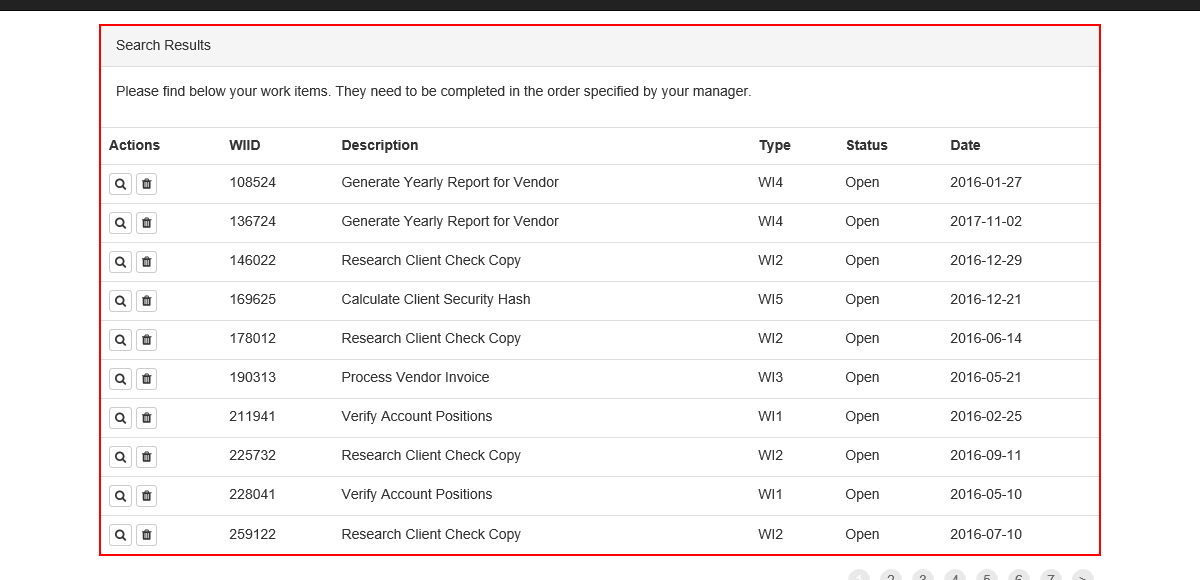 Search Results
Please find below your work items. They need to be completed in the order specified by your manager.
Actions WIID Description Type Status Date
108524 Generate Yearly Report for Vendor WI4 Open 2016-01-27
136724 Generate Yearly Report for Vendor WI4 Open 2017-11-02
146022 Research Client Check Copy WI2 Open 2016-12-29
169625 Calculate Client Security Hash WI5 Open 2016-12-21
178012 Research Client Check Copy WI2 Open 2016-06-14
190313 Process Vendor Invoice WI3 Open 2016-05-21
211941 Verify Account Positions WI1 Open 2016-02-25
225732 Research Client Check Copy WI2 Open 2016-09-11
228041 Verify Account Positions WI1 Open 2016-05-10
259122 Research Client Check Copy WI2 Open 2016-07-10
1 2 3 4 5 6 7 >